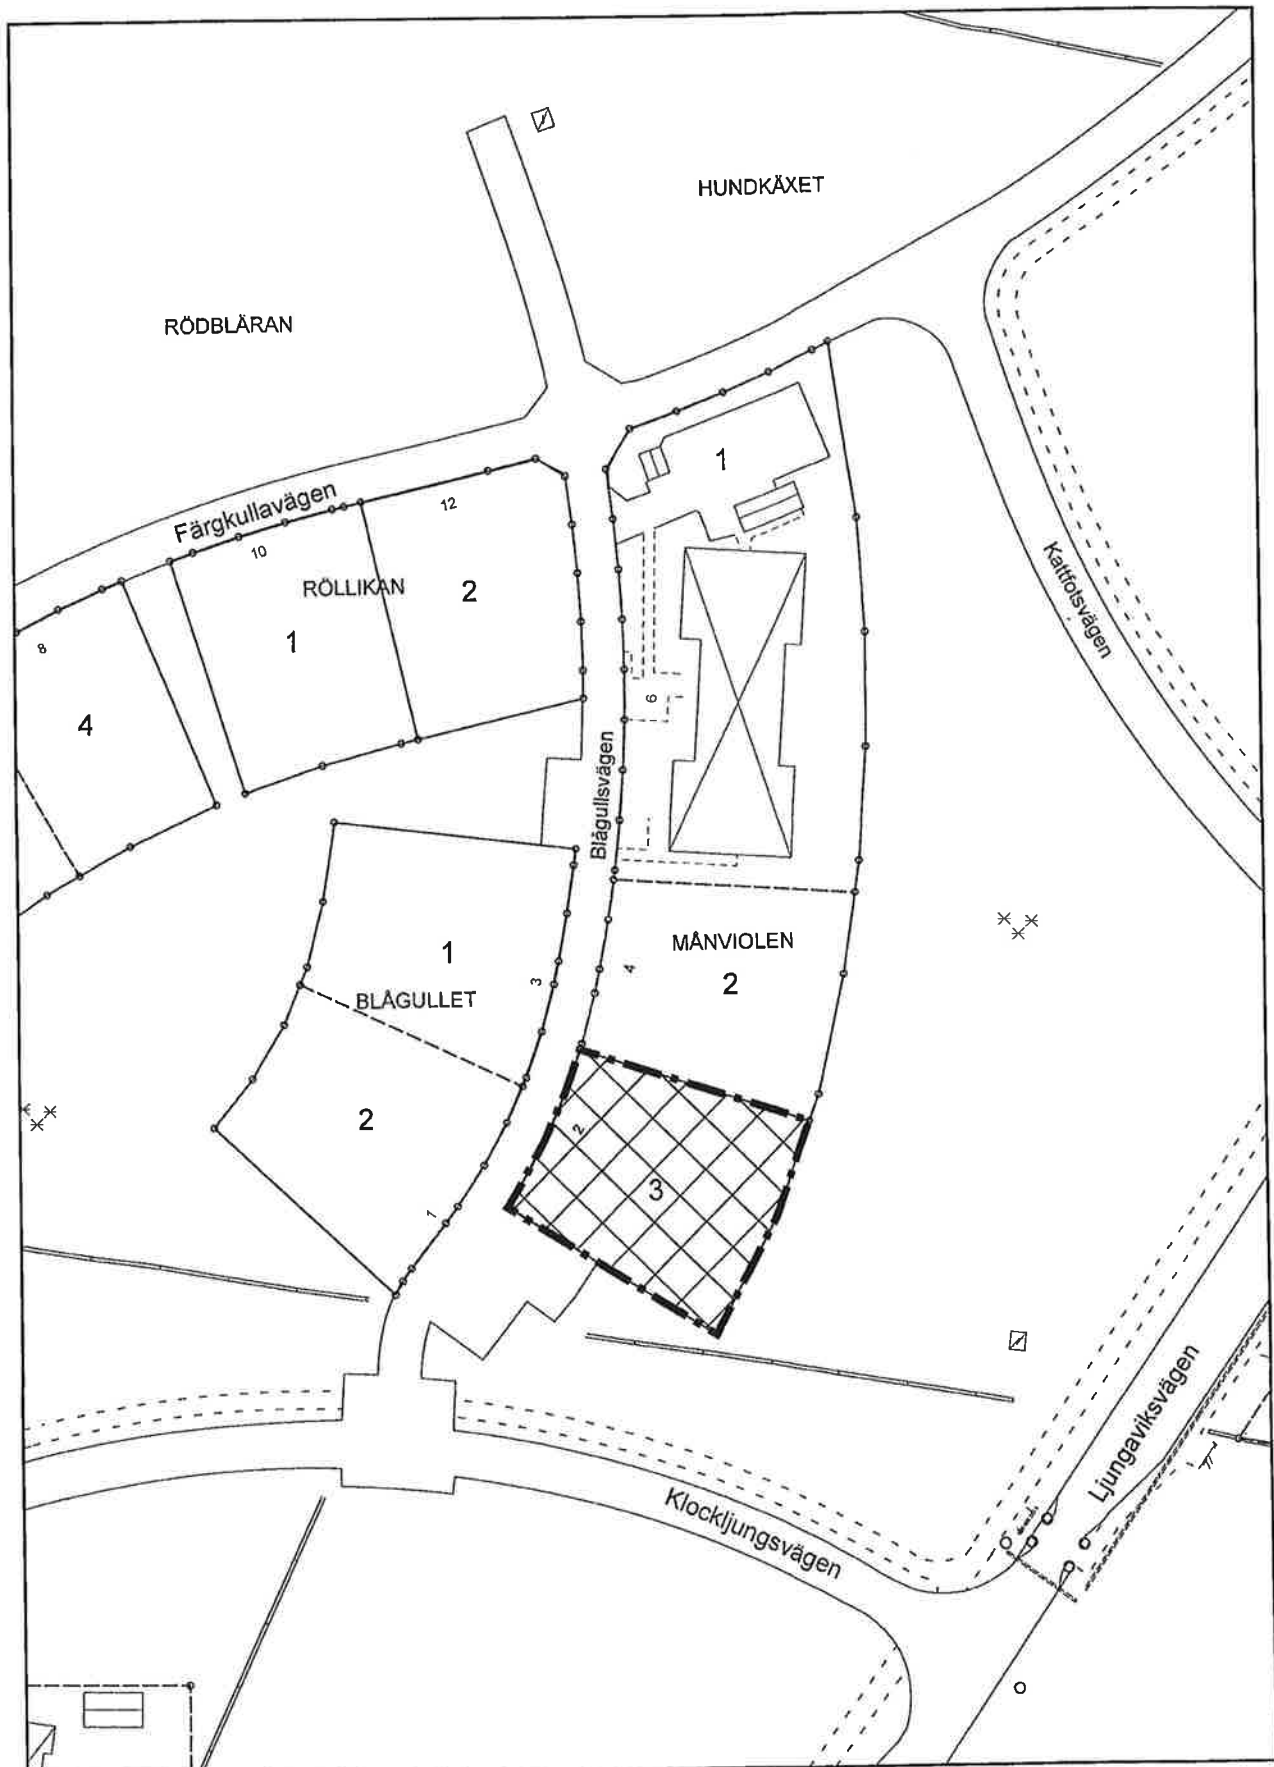 HUNDKÄXET
RÖDBLÄRAN
1
Färgkullavägen
12
10
RÖLLIKAN
2
1
8
4
Kattfotsvägen
6
Blågullsvägen
MÅNVIOLEN
2
4
1
3
BLÅGULLET
2
2
3
1
Ljungaviksvägen
Klockljungsvägen